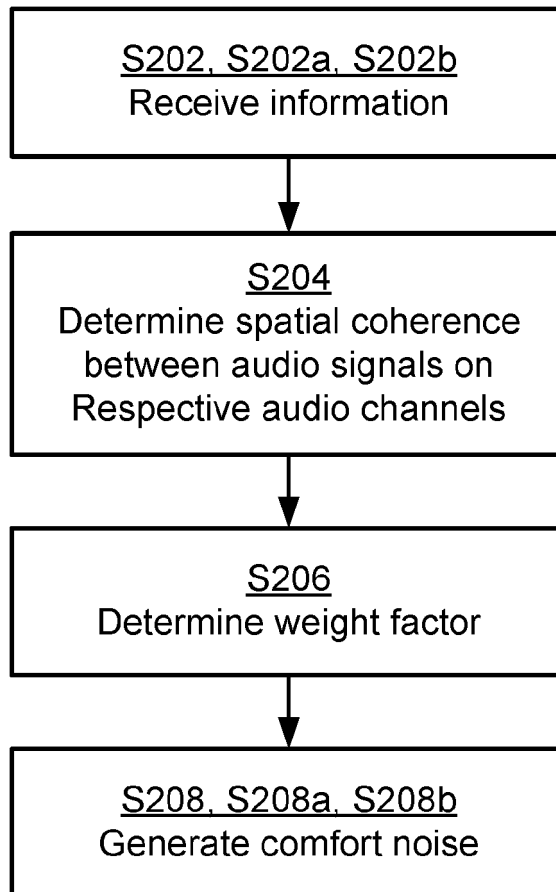 S202, S202a, S202b
Receive information
S204
Determine spatial coherence
between audio signals on
Respective audio channels
S206
Determine weight factor
S208, S208a, S208b
Generate comfort noise